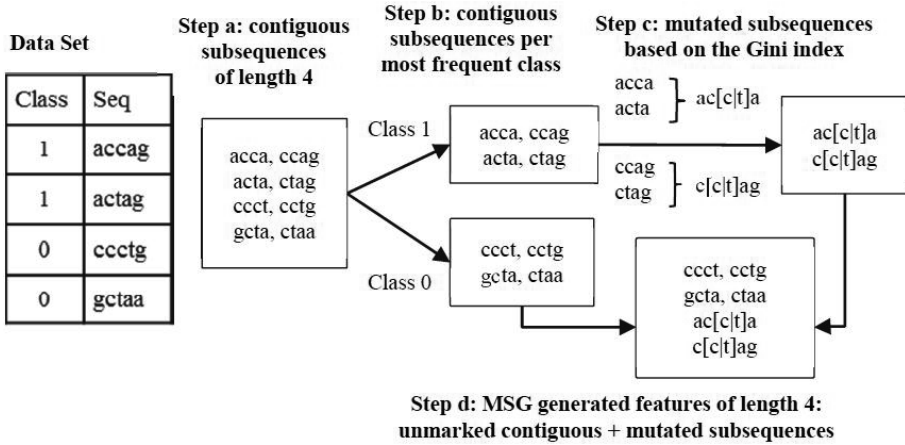 Data Set
Class Seq
1 accag
1 actag
0 ccctg
0 gctaa
Step a: contiguous
subsequences
of length 4
acca, ccag
acta, ctag
ccct, cctg
gcta, ctaa
Step b: contiguous
subsequences per
most frequent class
Class 1
acca, ccag
acta, ctag
Class 0
ccct, cctg
gcta, ctaa
Step c: mutated subsequences
based on the Gini index
acca
acta
ac[c|t]a
ccag
ctag
c[c|t]ag
ac[c|t]a
c[c|t]ag
ccct, cctg
gcta, ctaa
ac[c|t]a
c[c|t]ag
Step d: MSG generated features of length 4:
unmarked contiguous + mutated subsequences